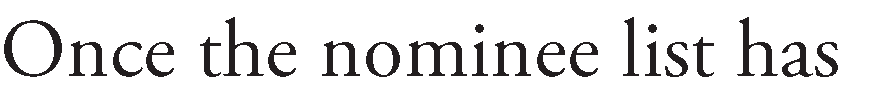 Once the nominee list has